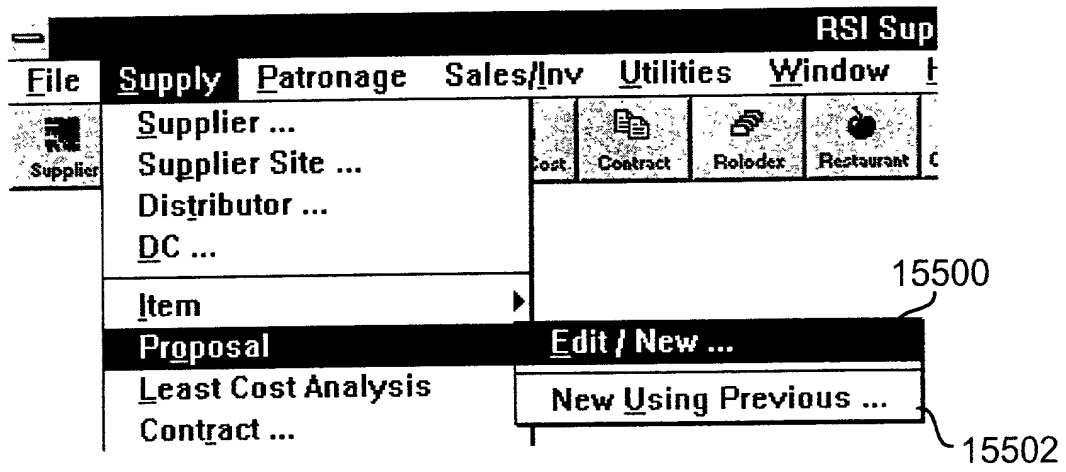 RSI Sup
File Supply Patronage Sales/Inv Utilities Window
Supplier Cost Contract Rolodex Restaurant
Supplier ...
Supplier Site ...
Distributor ...
DC ...
Item
Proposal
Least Cost Analysis
Contract ...
15500
Edit / New ...
New Using Previous ...
15502